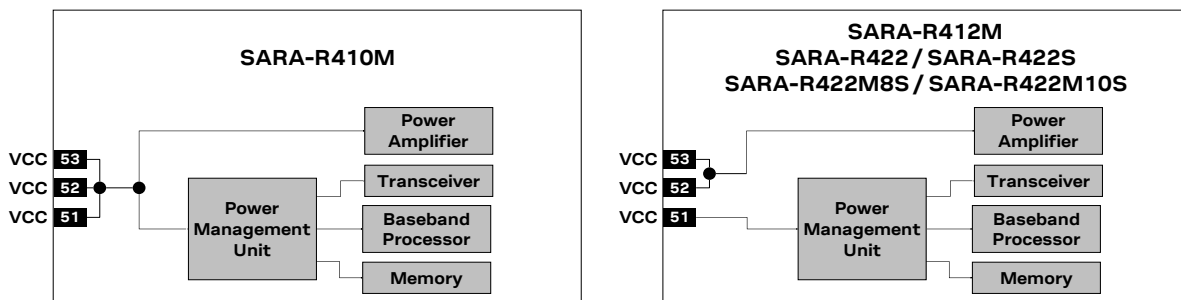 SARA-R410M
Power
Amplifier
VCC 53
VCC 52
VCC 51
Transceiver
Power
Management
Unit
Baseband
Processor
Memory
SARA-R412M
SARA-R422 / SARA-R422S
SARA-R422M8S / SARA-R422M10S
Power
Amplifier
VCC 53
VCC 52
VCC 51
Transceiver
Power
Management
Unit
Baseband
Processor
Memory